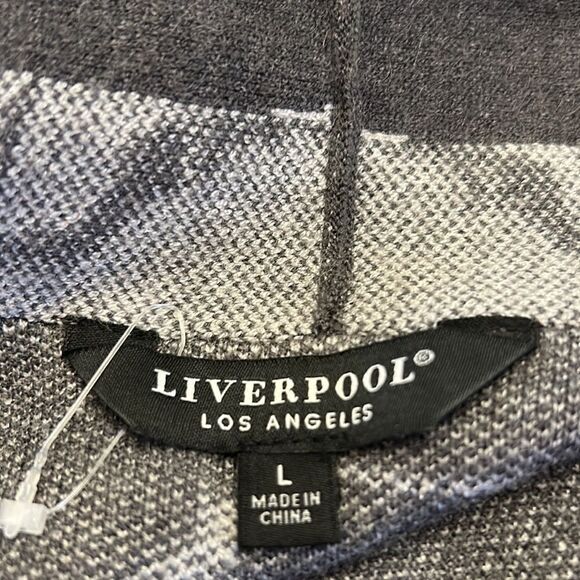 LIVERPOOL®
LOS ANGELES
L
MADE IN
CHINA